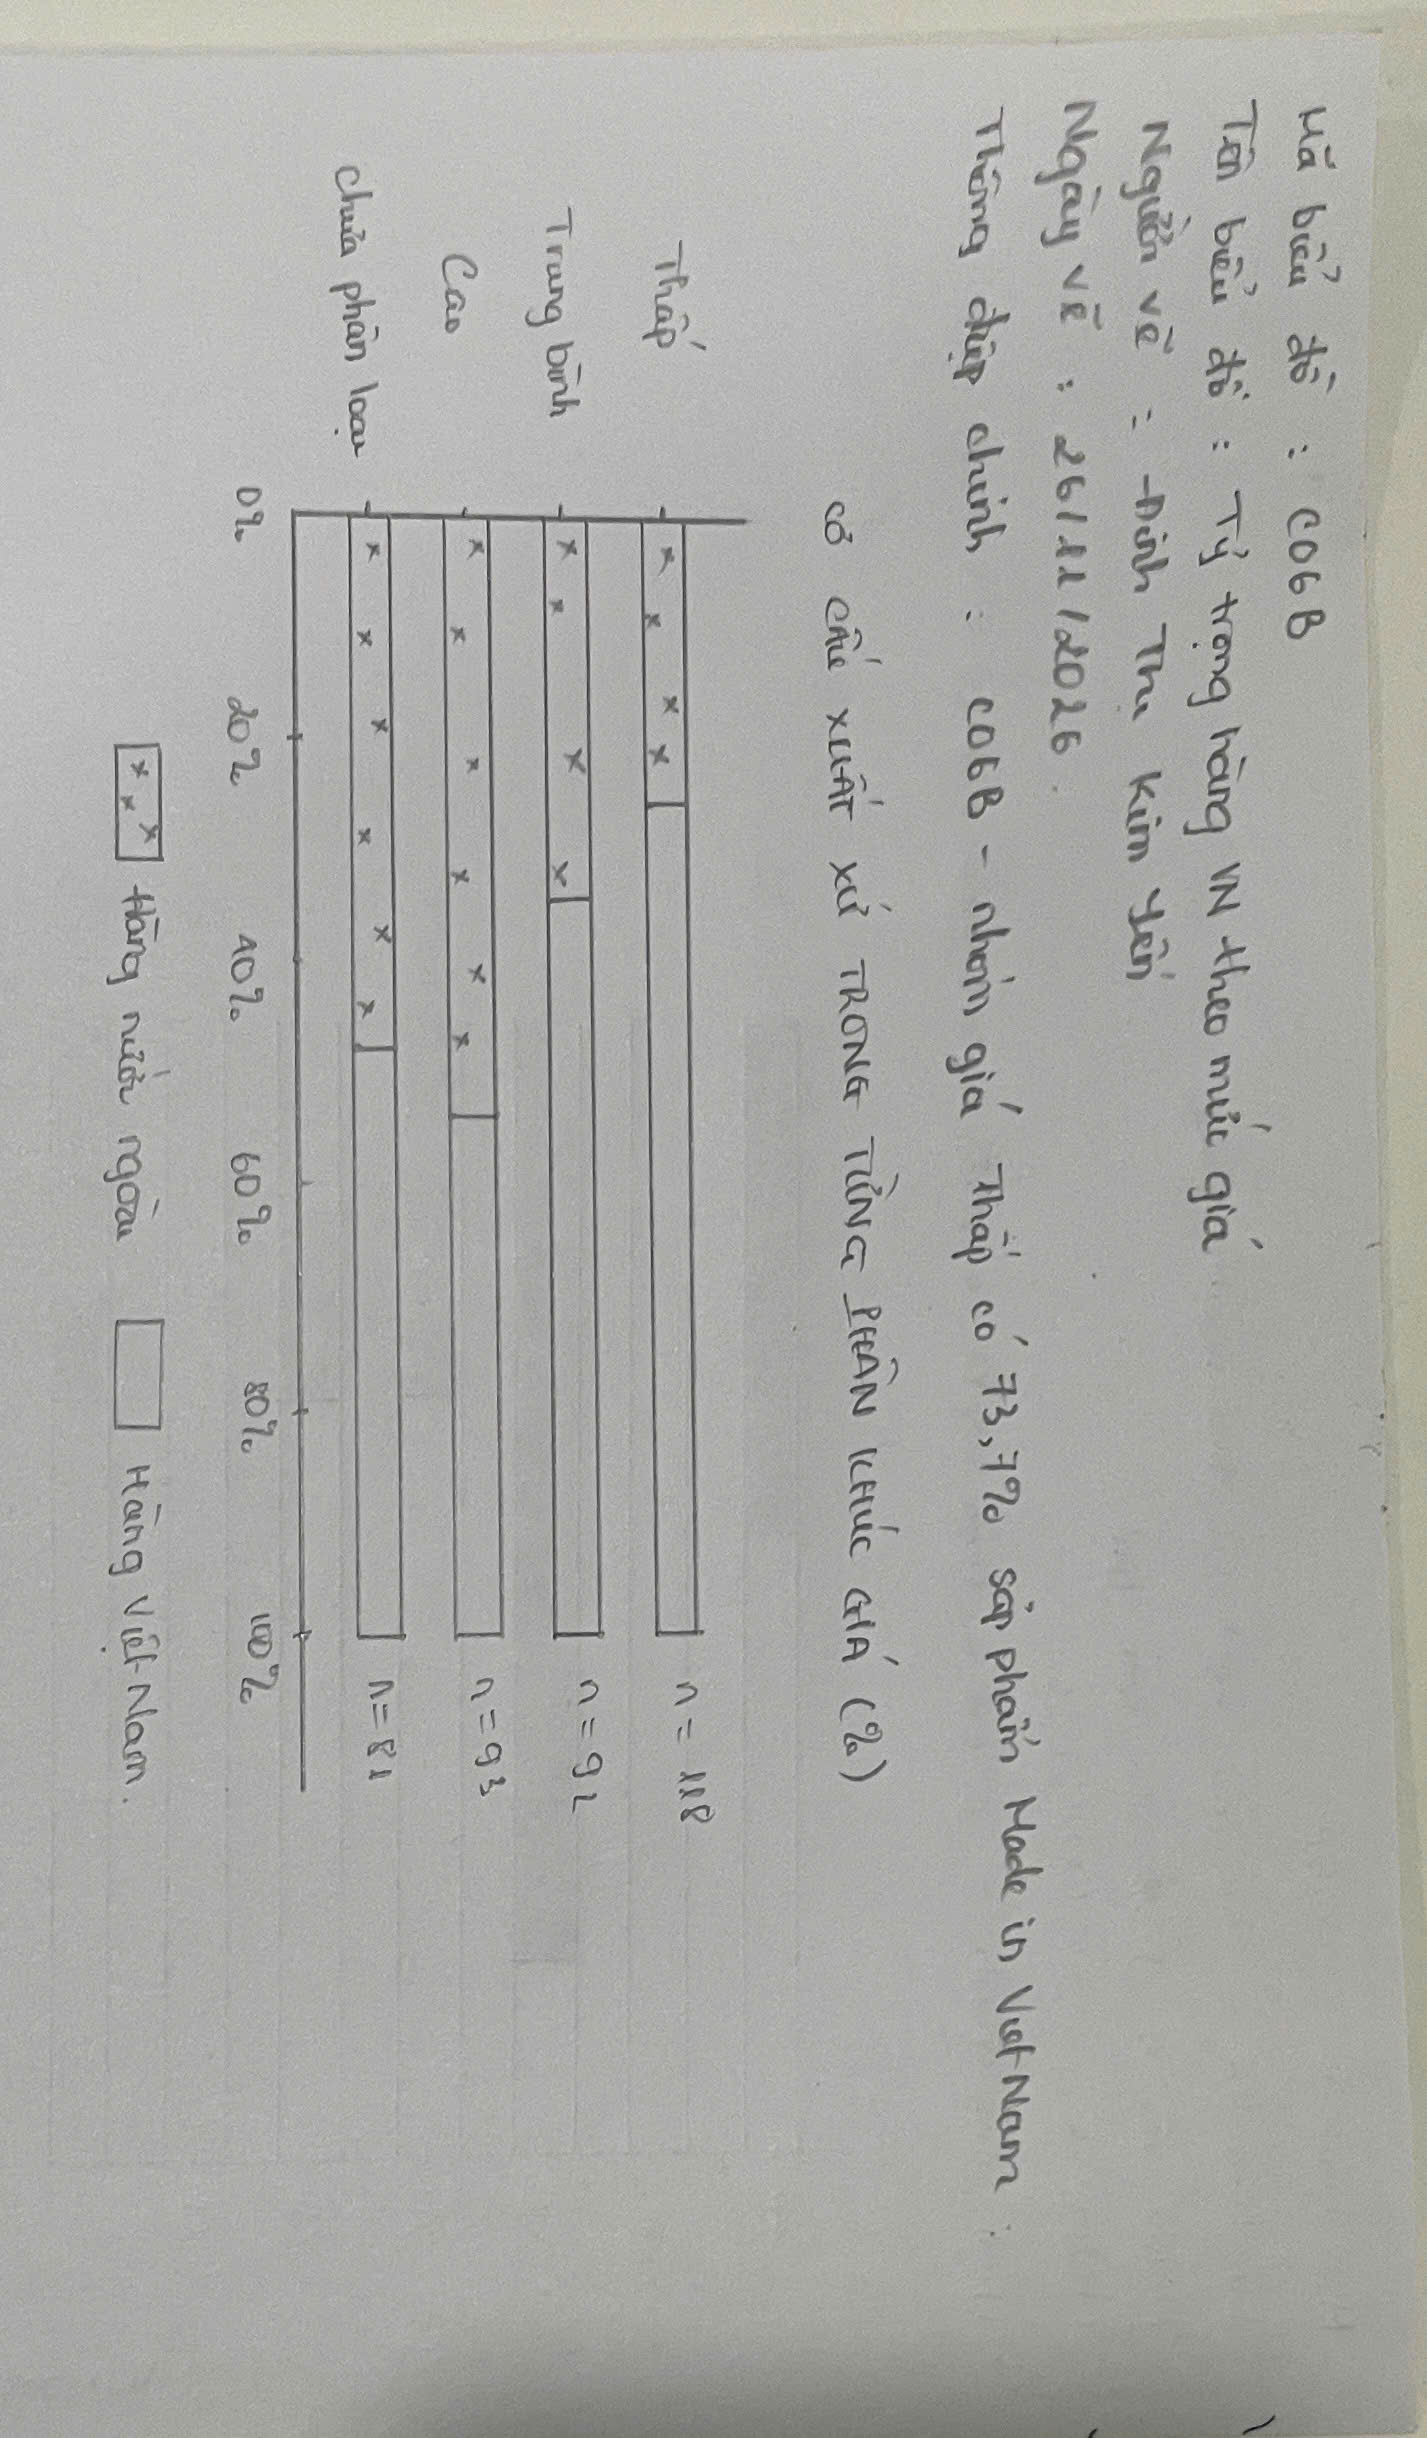 Mã biểu đồ : C06B
Tên biểu đồ : Tỷ trọng hàng VN theo mức giá
Người vẽ : Đinh Thị Kim Yến
Ngày vẽ : 26/11/2026.
Thông điệp chính : C06B - nhóm giá Thấp có 73,7% sản phẩm Made in Việt Nam.
CƠ CẤU XUẤT XỨ TRONG TỪNG PHÂN KHÚC GIÁ (%)
Thấp n = 118
Trung bình n = 92
Cao n = 93
Chưa phân loại n = 81
0% 20% 40% 60% 80% 100%
Hàng nước ngoài Hàng Việt Nam.